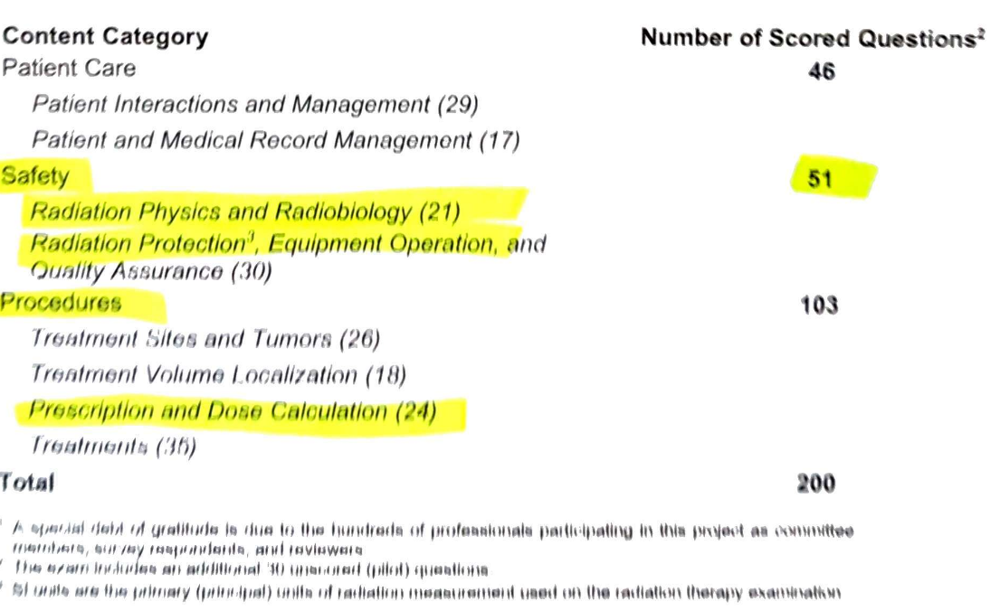 Content Category Number of Scored Questions²
Patient Care 46
Patient Interactions and Management (29)
Patient and Medical Record Management (17)
Safety 51
Radiation Physics and Radiobiology (21)
Radiation Protection³, Equipment Operation, and
Quality Assurance (30)
Procedures 103
Treatment Sites and Tumors (26)
Treatment Volume Localization (18)
Prescription and Dose Calculation (24)
Treatments (35)
Total 200
A special debt of gratitude is due to the hundreds of professionals participating in this project as committee
members, survey respondents, and reviewers
The exam includes an additional 30 unscored (pilot) questions
SI units are the primary (principal) units of radiation measurement used on the radiation therapy examination